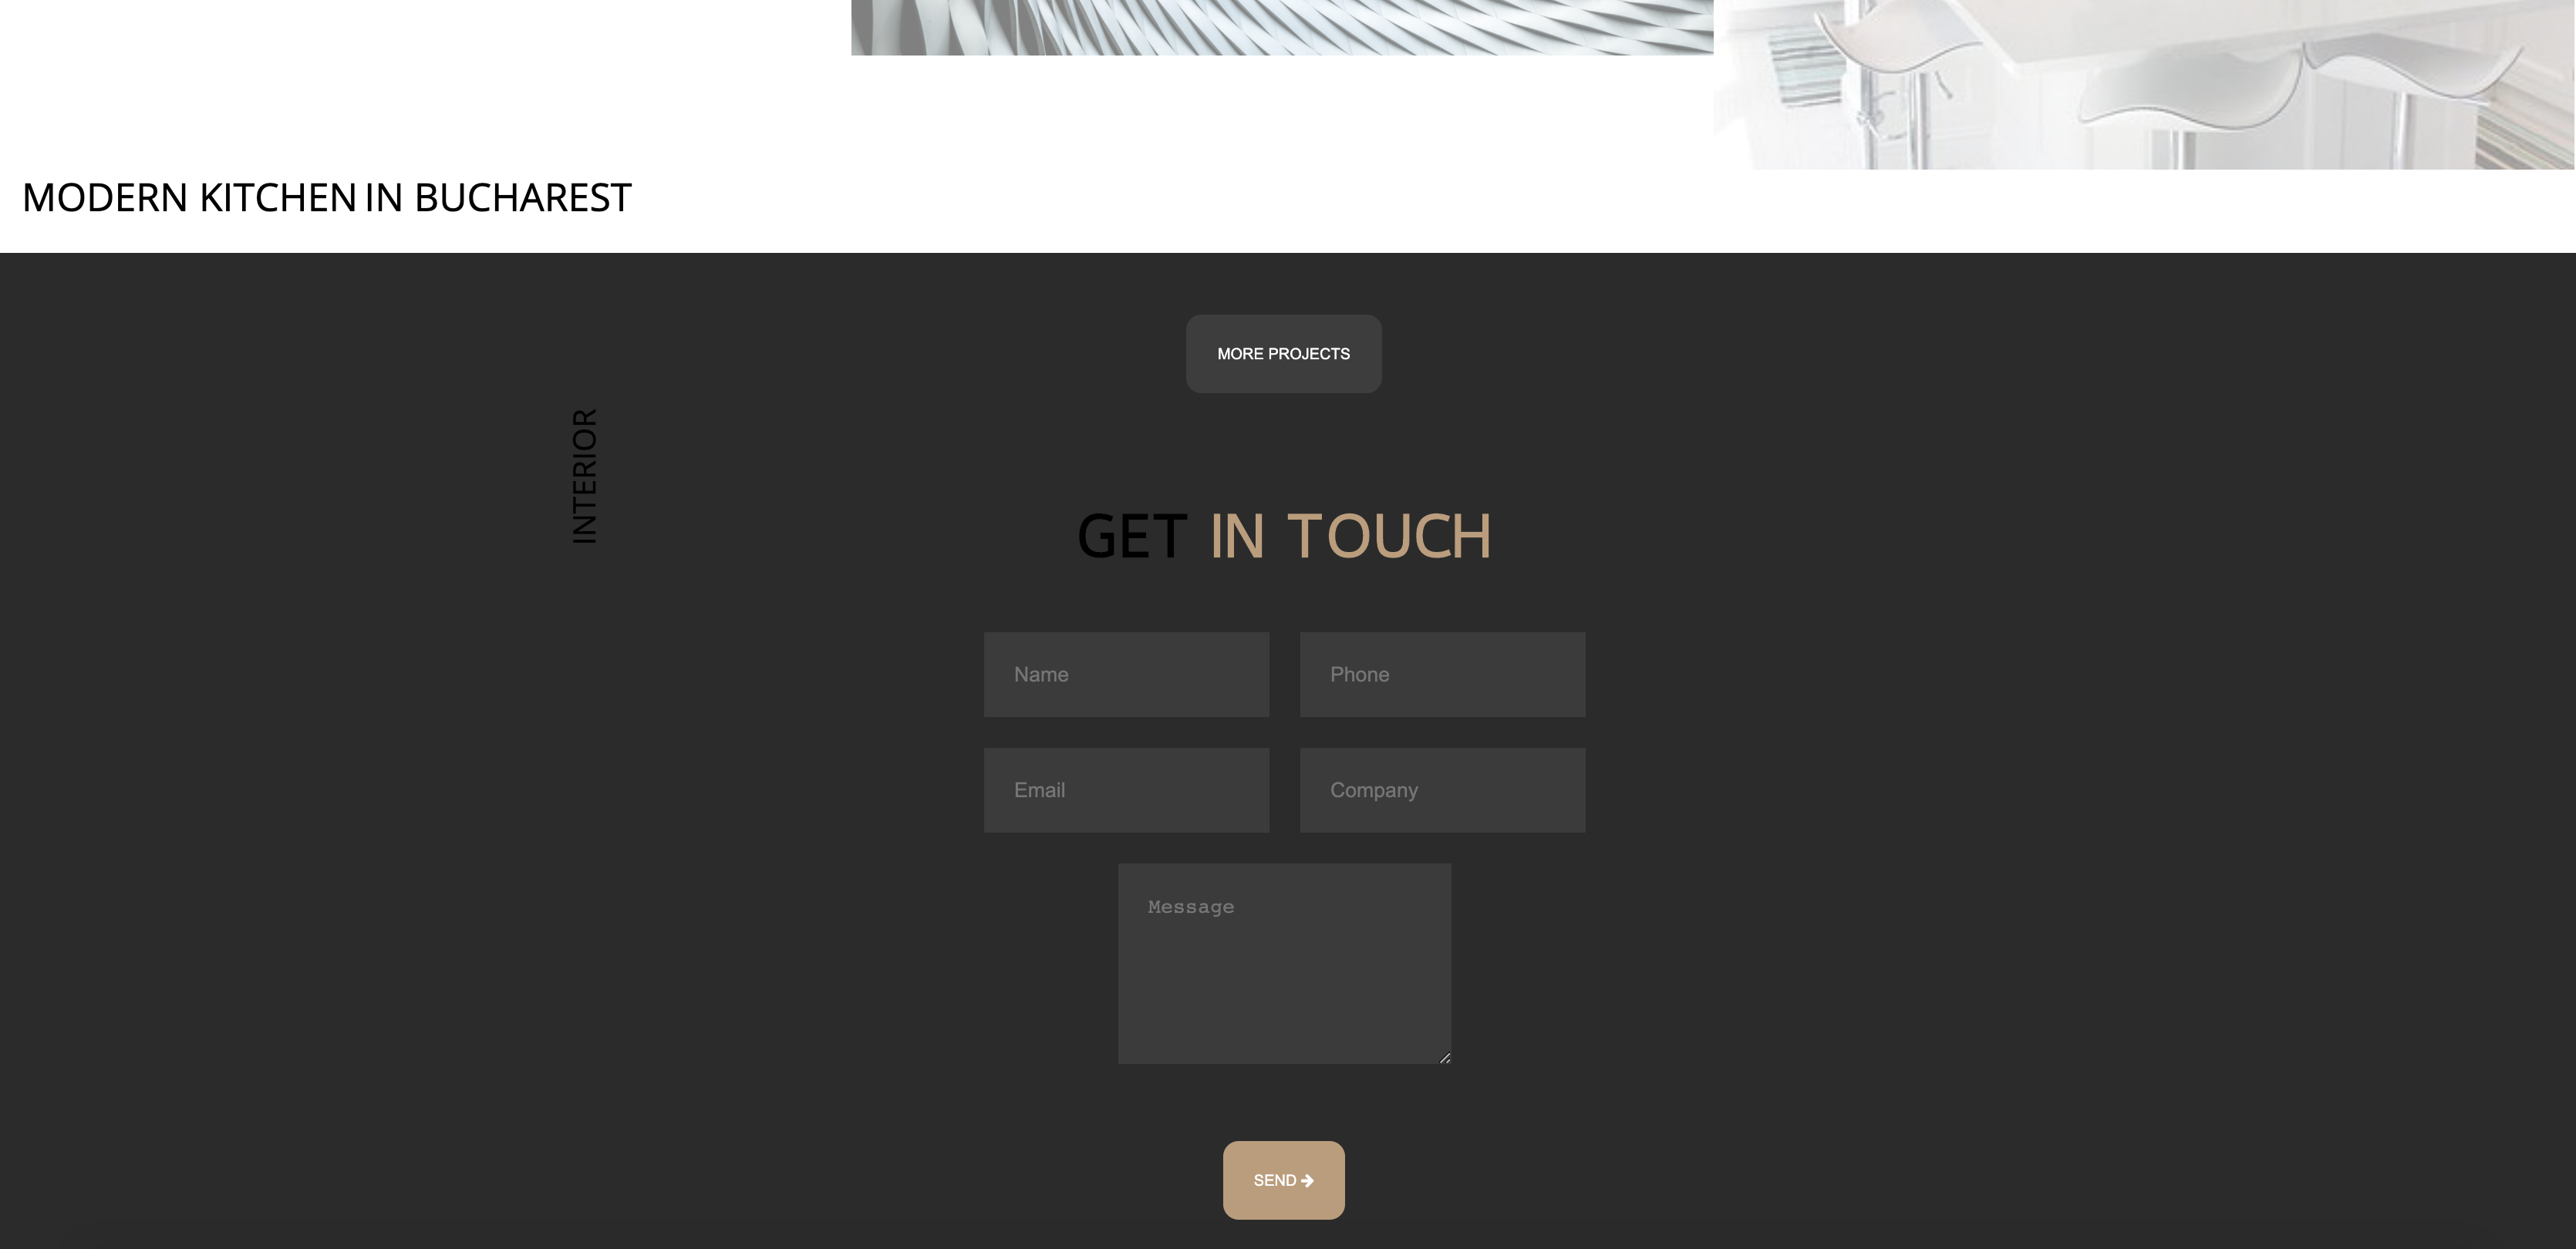 MODERN KITCHEN IN BUCHAREST
MORE PROJECTS
INTERIOR
GET IN TOUCH
Name
Phone
Email
Company
Message
SEND